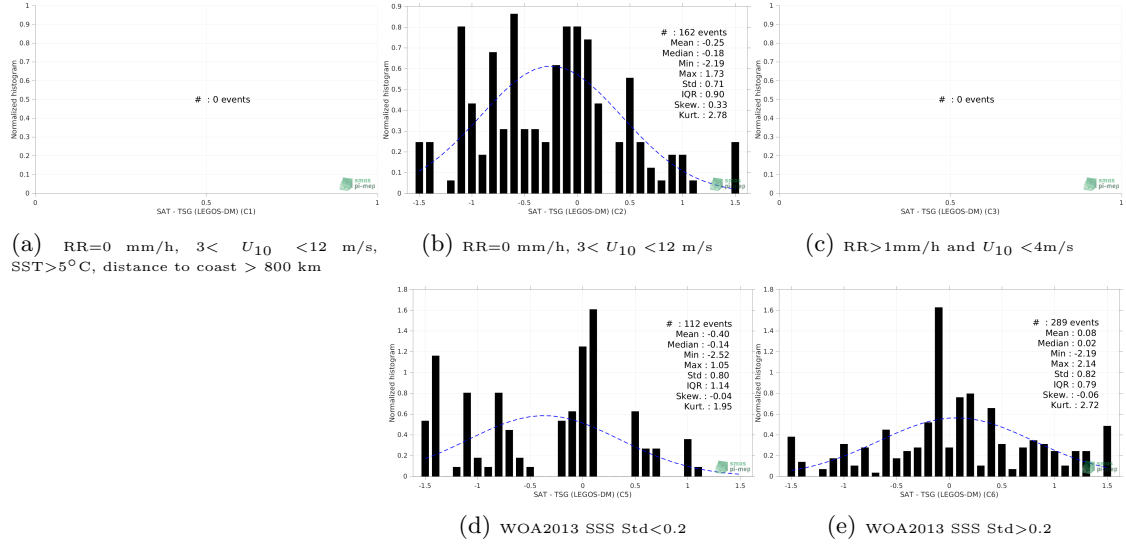 1
0.9
0.8
0.7
0.6
0.5
0.4
0.3
0.2
0.1
0
Normalized histogram
# : 0 events
smos
pi-mep
0 0.5 1
SAT - TSG (LEGOS-DM) (C1)
(a) RR=0 mm/h, 3< U10 <12 m/s,
SST>5°C, distance to coast > 800 km
0.9
0.8
0.7
0.6
0.5
0.4
0.3
0.2
0.1
0
Normalized histogram
# : 162 events
Mean : -0.25
Median : -0.18
Min : -2.19
Max : 1.73
Std : 0.71
IQR : 0.90
Skew. : 0.33
Kurt. : 2.78
smos
pi-mep
-1.5 -1 -0.5 0 0.5 1 1.5
SAT - TSG (LEGOS-DM) (C2)
(b) RR=0 mm/h, 3< U10 <12 m/s
1
0.9
0.8
0.7
0.6
0.5
0.4
0.3
0.2
0.1
0
Normalized histogram
# : 0 events
smos
pi-mep
0 0.5 1
SAT - TSG (LEGOS-DM) (C3)
(c) RR>1mm/h and U10 <4m/s
1.8
1.6
1.4
1.2
1
0.8
0.6
0.4
0.2
0
Normalized histogram
# : 112 events
Mean : -0.40
Median : -0.14
Min : -2.52
Max : 1.05
Std : 0.80
IQR : 1.14
Skew. : -0.04
Kurt. : 1.95
smos
pi-mep
-1.5 -1 -0.5 0 0.5 1 1.5
SAT - TSG (LEGOS-DM) (C5)
(d) WOA2013 SSS Std<0.2
1.8
1.6
1.4
1.2
1
0.8
0.6
0.4
0.2
0
Normalized histogram
# : 289 events
Mean : 0.08
Median : 0.02
Min : -2.19
Max : 2.14
Std : 0.82
IQR : 0.79
Skew. : -0.06
Kurt. : 2.72
smos
pi-mep
-1.5 -1 -0.5 0 0.5 1 1.5
SAT - TSG (LEGOS-DM) (C6)
(e) WOA2013 SSS Std>0.2